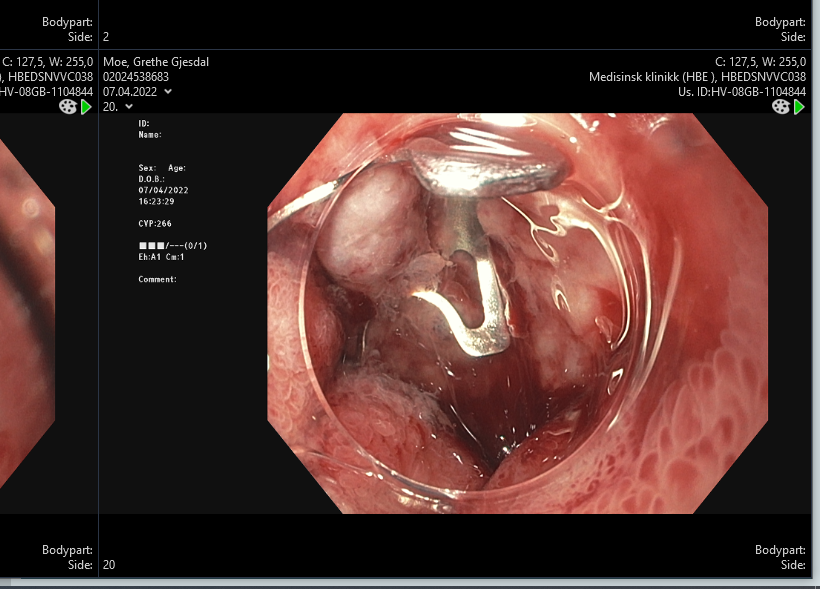 Bodypart:
Side:
2
Bodypart:
Side:
C: 127,5, W: 255,0
), HBEDSNVVC038
HV-08GB-1104844
Moe, Grethe Gjesdal
02024538683
07.04.2022
20.
C: 127,5, W: 255,0
Medisinsk klinikk (HBE ), HBEDSNVVC038
Us. ID:HV-08GB-1104844
ID:
Name:
Sex: Age:
D.O.B.:
07/04/2022
16:23:29
CVP:266
■■■/---(0/1)
Eh:A1 Cm:1
Comment:
Bodypart:
Side:
20
Bodypart:
Side: